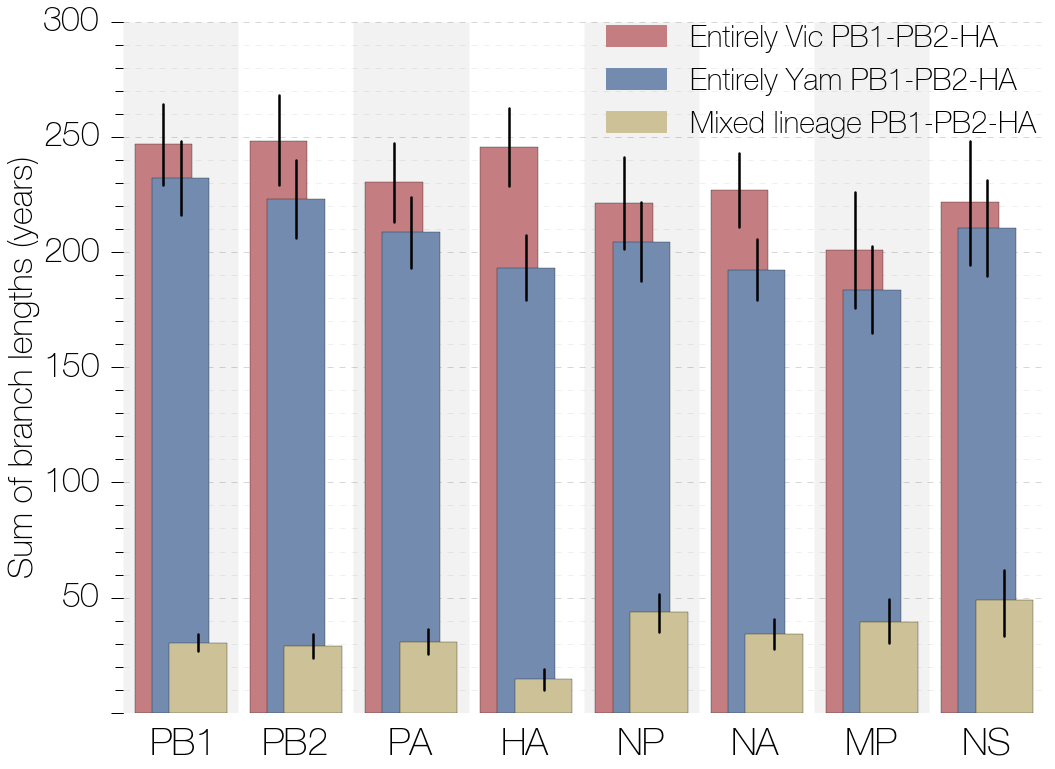 300
250
200
150
100
50
Sum of branch lengths (years)
Entirely Vic PB1-PB2-HA
Entirely Yam PB1-PB2-HA
Mixed lineage PB1-PB2-HA
PB1 PB2 PA HA NP NA MP NS